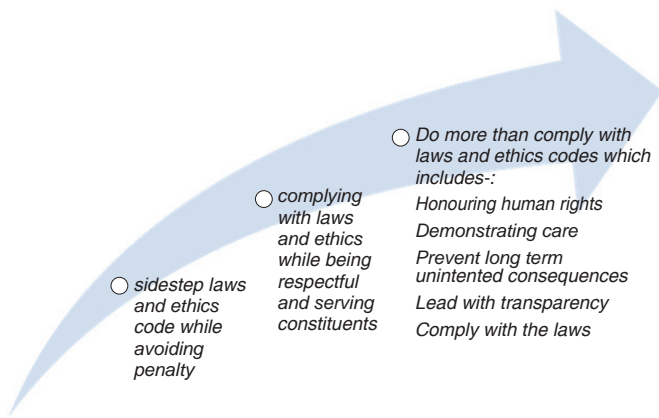 sidestep laws
and ethics
code while
avoiding
penalty
complying
with laws
and ethics
while being
respectful
and serving
constituents
Do more than comply with
laws and ethics codes which
includes-:
Honouring human rights
Demonstrating care
Prevent long term
unintented consequences
Lead with transparency
Comply with the laws